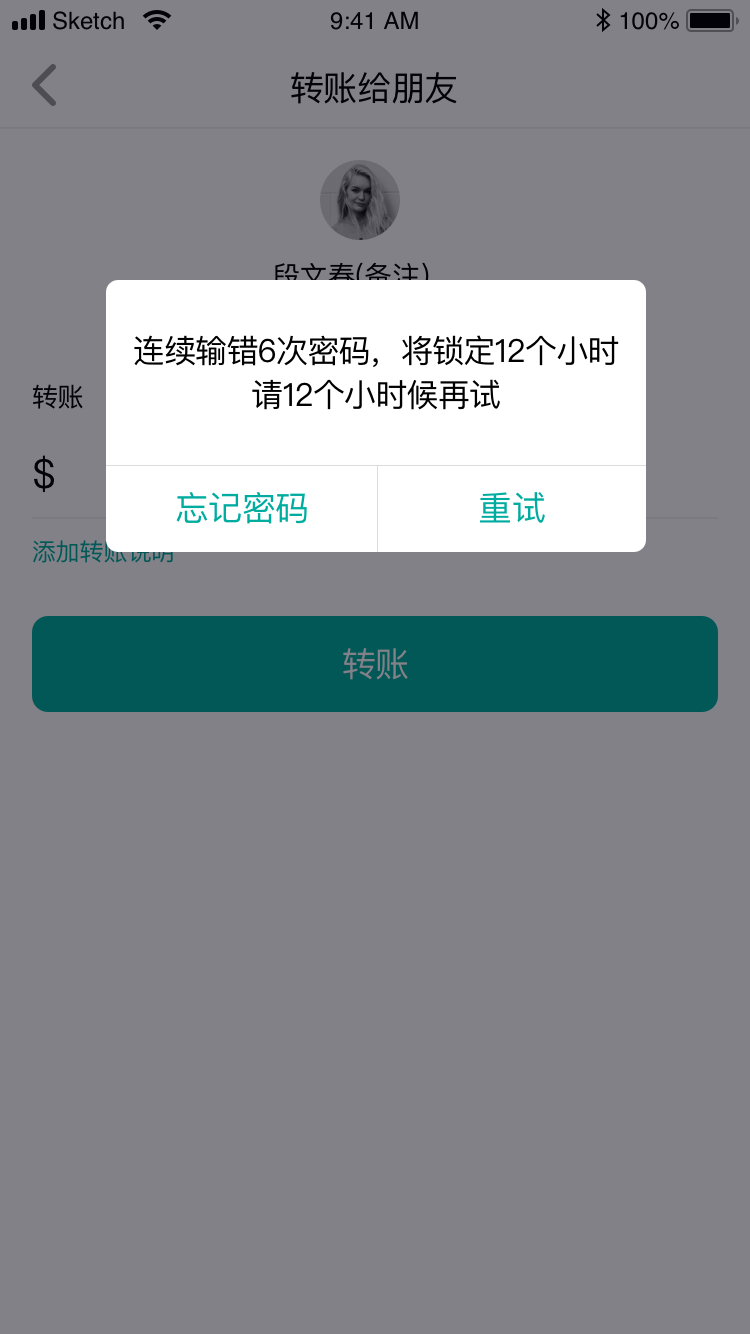 Sketch 9:41 AM 100%
转账给朋友
段文春(备注)
连续输错6次密码，将锁定12个小时
请12个小时候再试
转账
$
忘记密码 重试
添加转账说明
转账